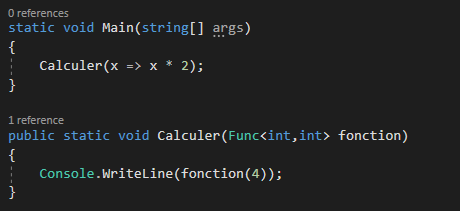 0 references
static void Main(string[] args)
{
    Calculer(x => x * 2);
}
1 reference
public static void Calculer(Func<int,int> fonction)
{
    Console.WriteLine(fonction(4));
}